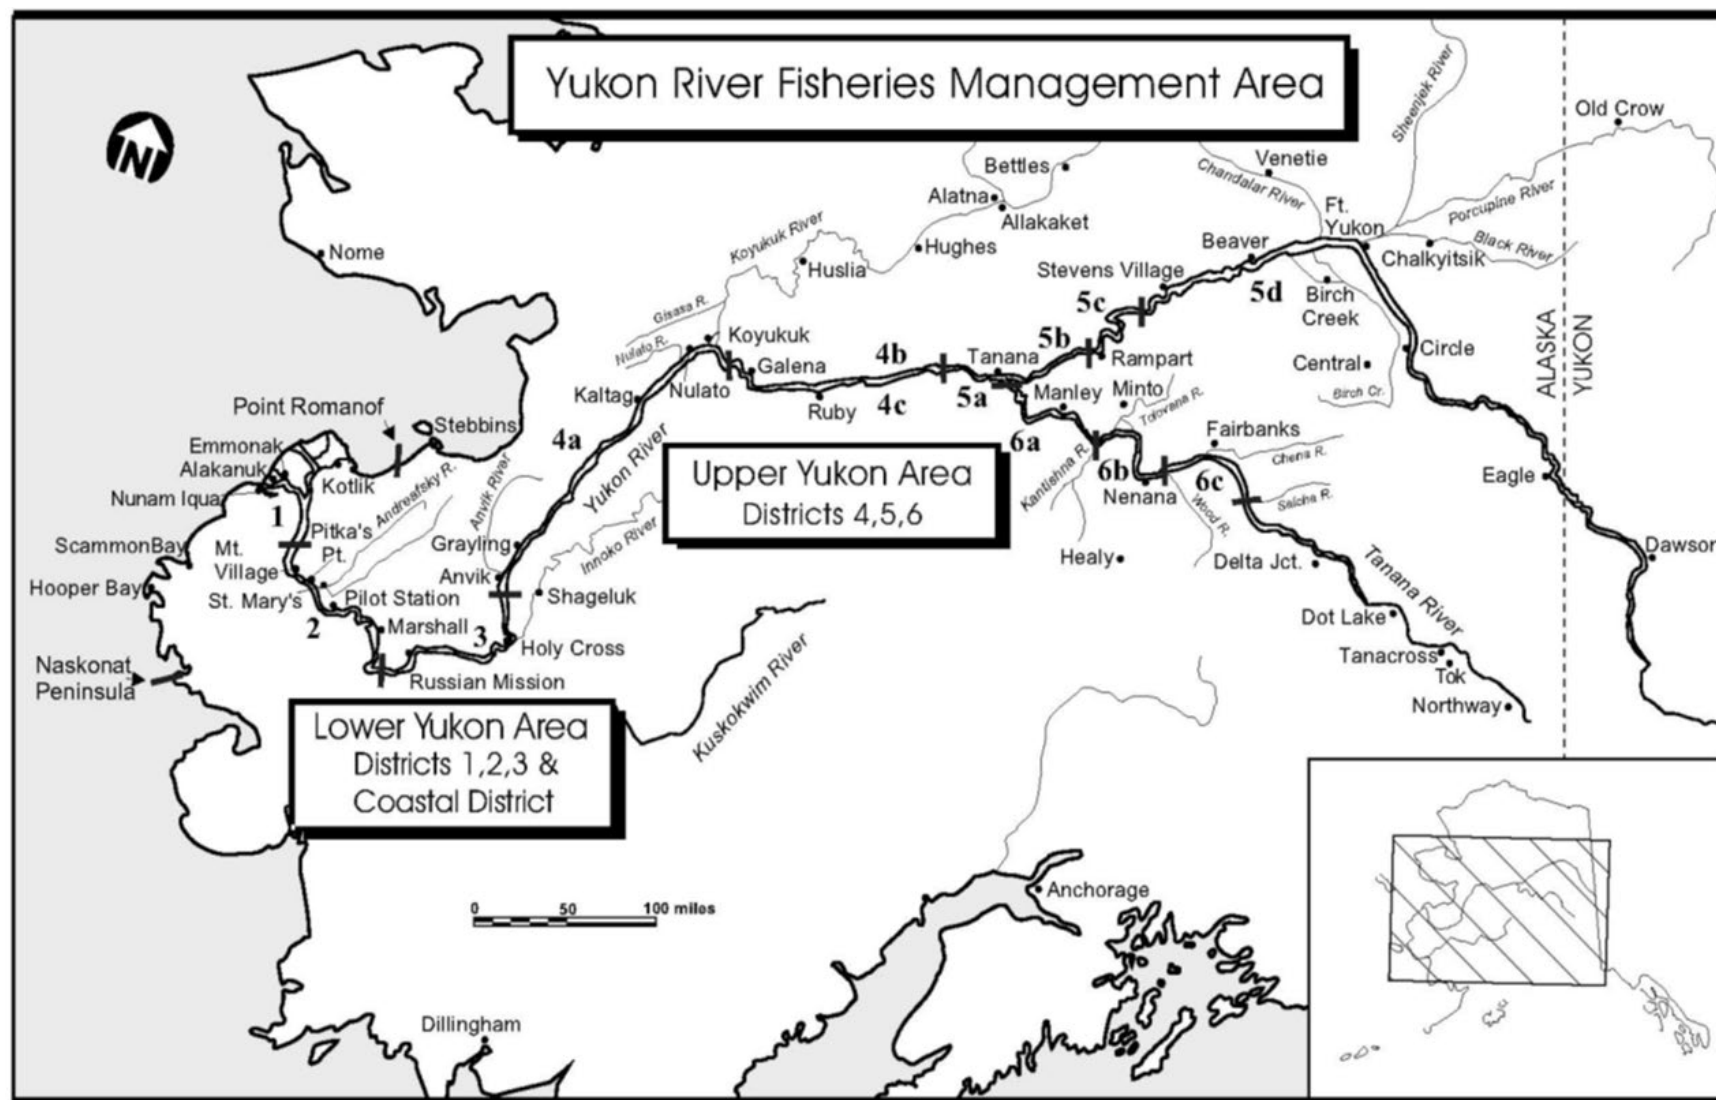 Yukon River Fisheries Management Area
N
Sheenjek River
Old Crow
Venetie
Chandalar River
Bettles
Alatna
Allakaket
Porcupine River
Ft.
Yukon
Black River
Chalkyitsik
Koyukuk River
Nome
Huslia
Hughes
Beaver
Stevens Village
5d
Birch
Creek
5c
Gisasa R.
Koyukuk
Nulato R.
Galena
4b
Tanana
5b
Rampart
Circle
Central
ALASKA
YUKON
Nulato
Kaltag
Ruby
4c
5a
Manley
Minto
Tolovana R.
Birch Cr.
Point Romanof
Stebbins
4a
Yukon River
6a
Fairbanks
Chena R.
Emmonak
Alakanuk
Nunam Iqua
Kotlik
Andreafsky R.
Anvik River
Upper Yukon Area
Districts 4,5,6
Kantishna R.
6b
Nenana
6c
Wood R.
Salcha R.
Eagle
1
Pitka's
Pt.
Scammon Bay
Mt.
Village
Grayling
Innoko River
Hooper Bay
St. Mary's
Pilot Station
Anvik
Shageluk
Healy
Delta Jct.
Tanana River
Dawson
2
Marshall
3
Holy Cross
Dot Lake
Naskonat
Peninsula
Russian Mission
Kuskokwim River
Tanacross
Tok
Northway
Lower Yukon Area
Districts 1,2,3 &
Coastal District
0 50 100 miles
Anchorage
Dillingham